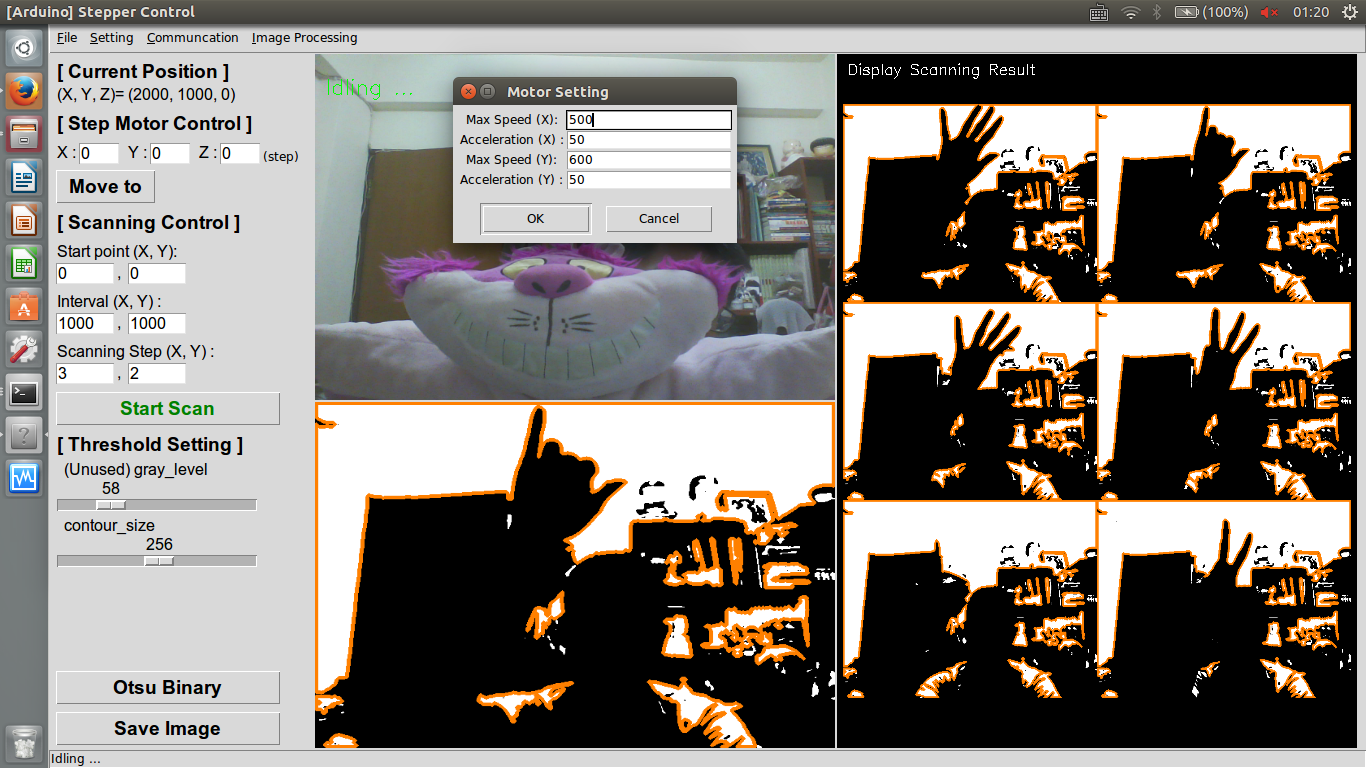 [Arduino] Stepper Control
(100%) 01:20
File Setting Communcation Image Processing
[ Current Position ]
(X, Y, Z)= (2000, 1000, 0)
[ Step Motor Control ]
X : 0 Y : 0 Z : 0 (step)
Move to
[ Scanning Control ]
Start point (X, Y):
0 , 0
Interval (X, Y) :
1000 , 1000
Scanning Step (X, Y) :
3 , 2
Start Scan
[ Threshold Setting ]
(Unused) gray_level
58
contour_size
256
Otsu Binary
Save Image
Idling ...
Idling ...
Motor Setting
Max Speed (X): 500
Acceleration (X) : 50
Max Speed (Y): 600
Acceleration (Y) : 50
OK Cancel
Display Scanning Result